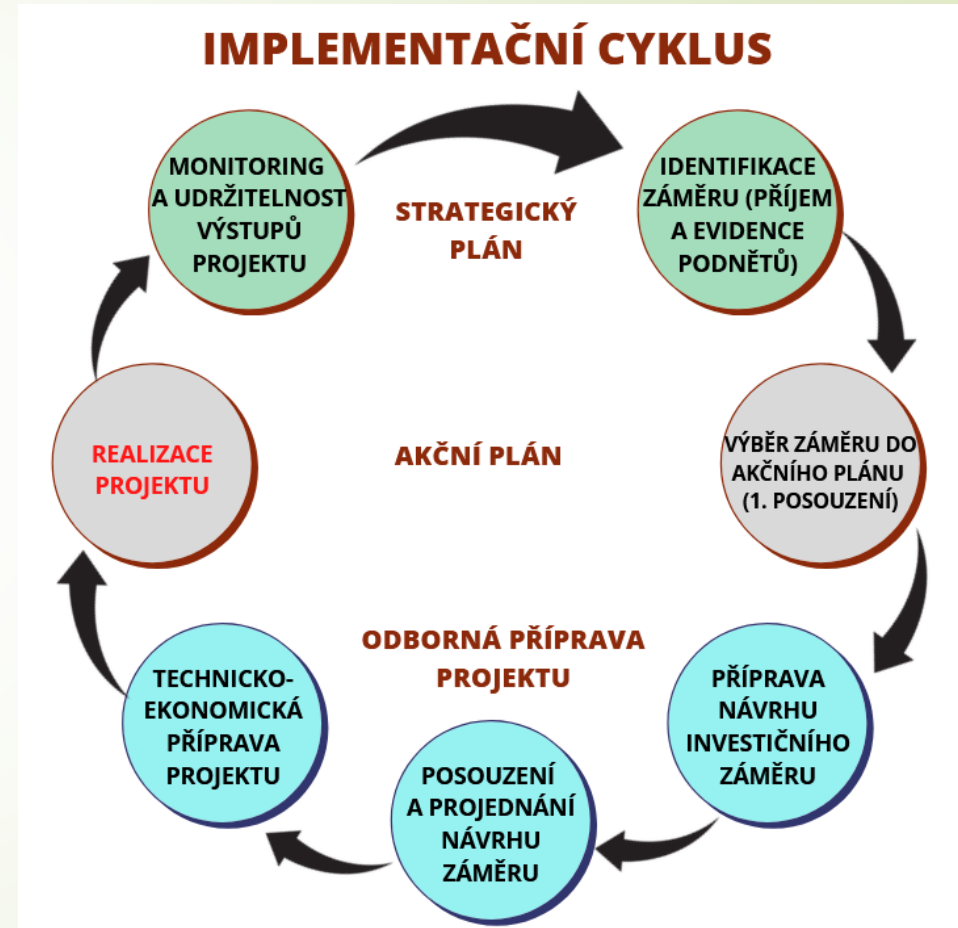 IMPLEMENTAČNÍ CYKLUS
MONITORING
A UDRŽITELNOST
VÝSTUPŮ
PROJEKTU
STRATEGICKÝ
PLÁN
IDENTIFIKACE
ZÁMĚRU (PŘÍJEM
A EVIDENCE
PODNĚTŮ)
REALIZACE
PROJEKTU
AKČNÍ PLÁN
VÝBĚR ZÁMĚRU DO
AKČNÍHO PLÁNU
(1. POSOUZENÍ)
ODBORNÁ PŘÍPRAVA
PROJEKTU
TECHNICKO-
EKONOMICKÁ
PŘÍPRAVA
PROJEKTU
POSOUZENÍ
A PROJEDNÁNÍ
NÁVRHU
ZÁMĚRU
PŘÍPRAVA
NÁVRHU
INVESTIČNÍHO
ZÁMĚRU